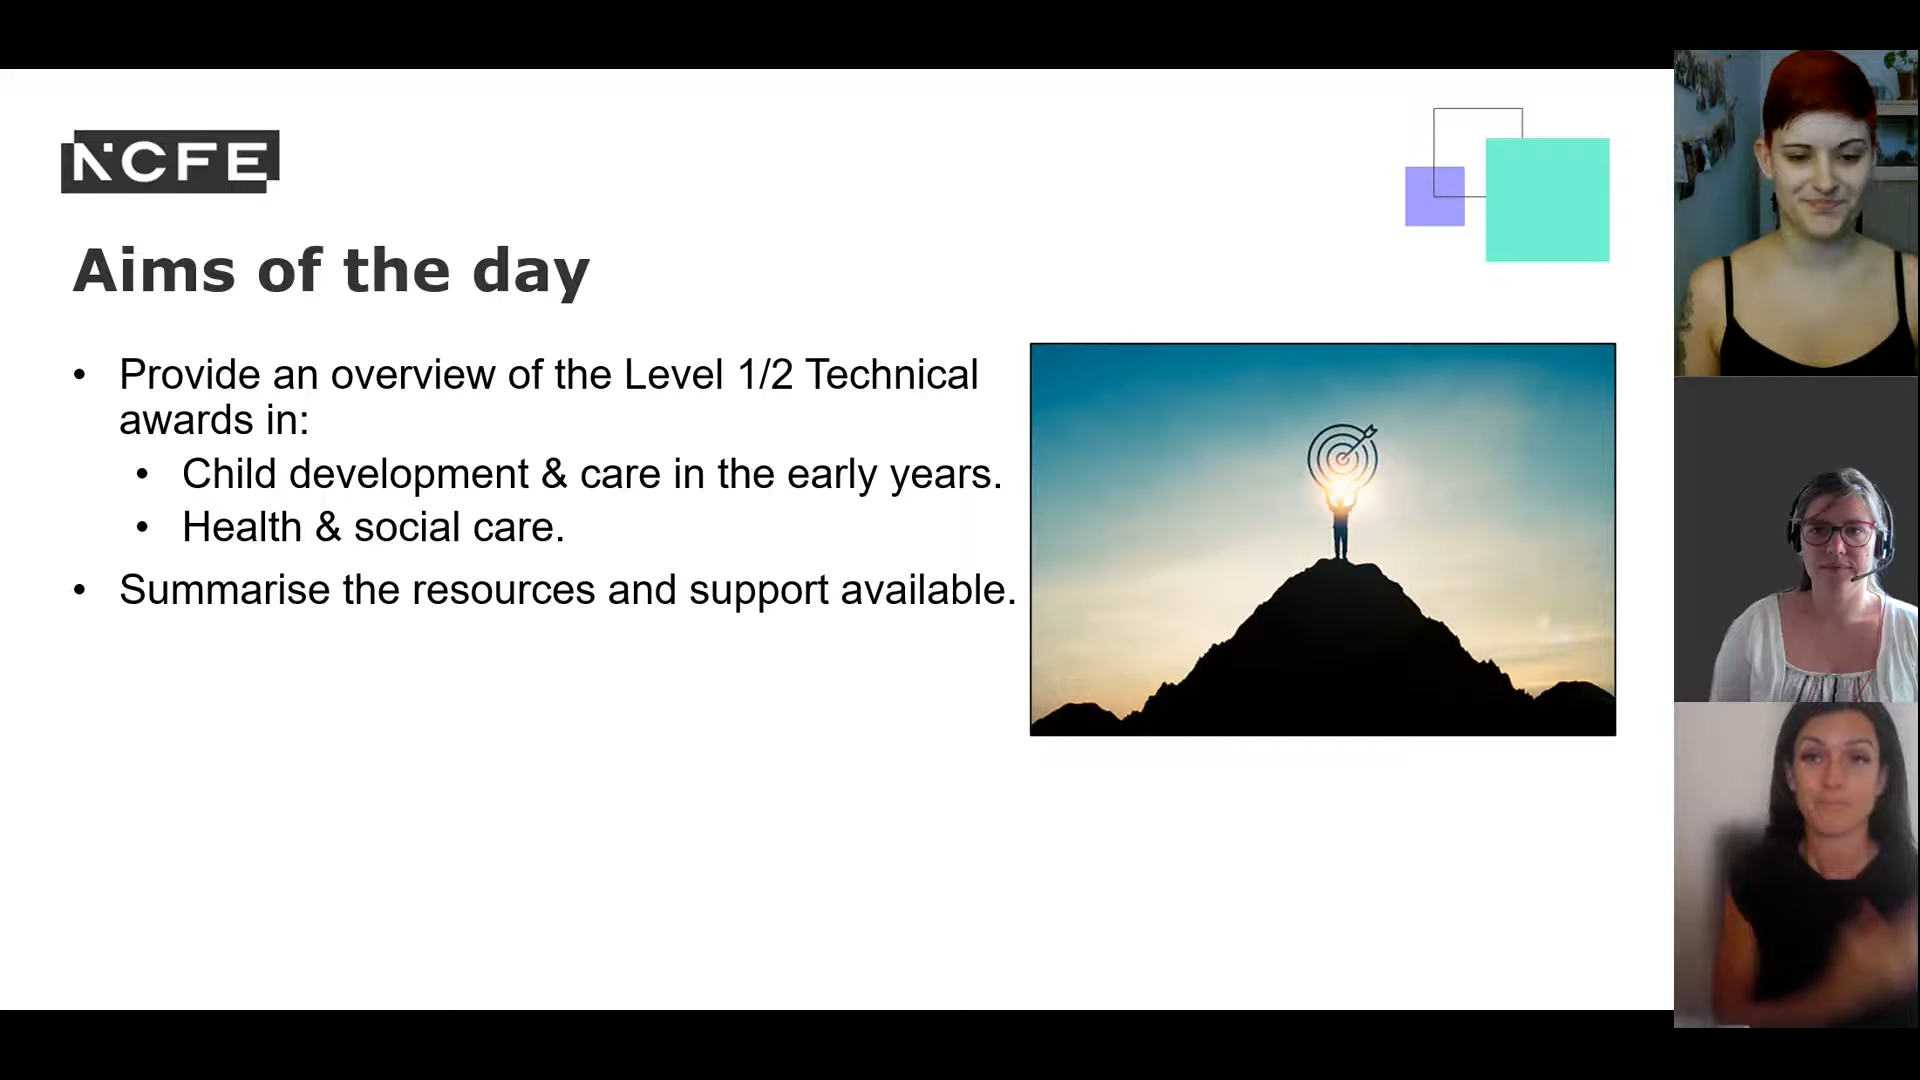 NCFE
Aims of the day
• Provide an overview of the Level 1/2 Technical
awards in:
• Child development & care in the early years.
• Health & social care.
• Summarise the resources and support available.